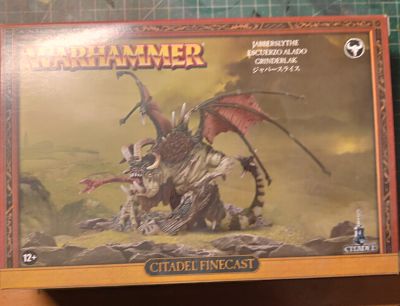 WARHAMMER
JABBERSLYTHE
ESCUERZO ALADO
GRINDERLAK
ジャバースライス
12+
CITADEL
CITADEL FINECAST